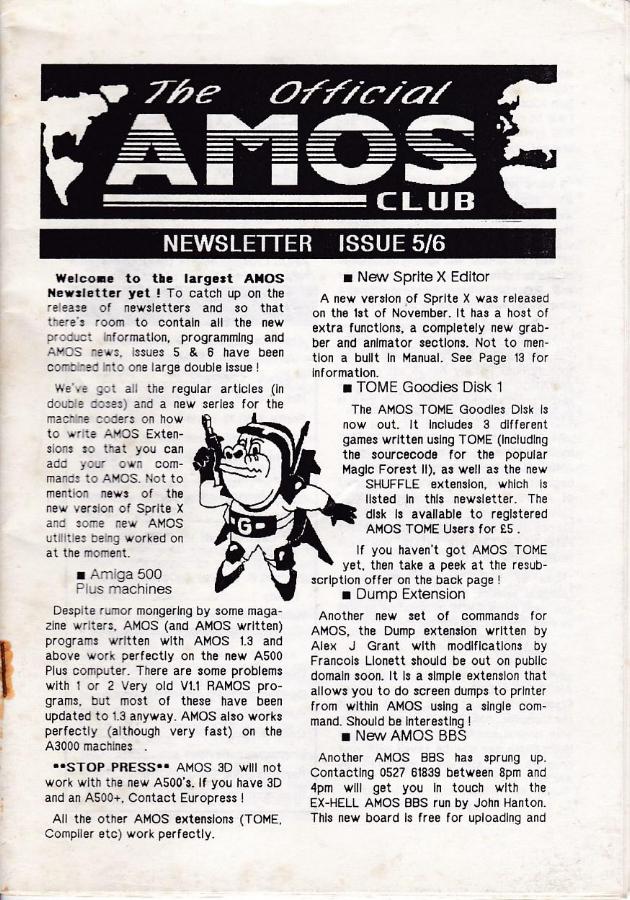 The Official
AMOS
CLUB
NEWSLETTER ISSUE 5/6
Welcome to the largest AMOS
Newsletter yet ! To catch up on the
release of newsletters and so that
there's room to contain all the new
product information, programming and
AMOS news, issues 5 & 6 have been
combined into one large double issue !
We've got all the regular articles (in
double doses) and a new series for the
machine coders on how
to write AMOS Exten-
sions so that you can
add your own com-
mands to AMOS. Not to
mention news of the
new version of Sprite X
and some new AMOS
utilities being worked on
at the moment.
■ Amiga 500
Plus machines
Despite rumor mongering by some maga-
zine writers, AMOS (and AMOS written)
programs written with AMOS 1.3 and
above work perfectly on the new A500
Plus computer. There are some problems
with 1 or 2 Very old V1.1 RAMOS pro-
grams, but most of these have been
updated to 1.3 anyway. AMOS also works
perfectly (although very fast) on the
A3000 machines .
**STOP PRESS** AMOS 3D will not
work with the new A500's. If you have 3D
and an A500+, Contact Europress !
All the other AMOS extensions (TOME,
Compiler etc) work perfectly.
-G-
■ New Sprite X Editor
A new version of Sprite X was released
on the 1st of November. It has a host of
extra functions, a completely new grab-
ber and animator sections. Not to men-
tion a built in Manual. See Page 13 for
information.
■ TOME Goodies Disk 1
The AMOS TOME Goodies Disk is
now out. It includes 3 different
games written using TOME (including
the sourcecode for the popular
Magic Forest II), as well as the new
SHUFFLE extension, which is
listed in this newsletter. The
disk is available to registered
AMOS TOME Users for £5 .
If you haven't got AMOS TOME
yet, then take a peek at the resub-
scription offer on the back page !
■ Dump Extension
Another new set of commands for
AMOS, the Dump extension written by
Alex J Grant with modifications by
Francois Lionett should be out on public
domain soon. It is a simple extension that
allows you to do screen dumps to printer
from within AMOS using a single com-
mand. Should be interesting !
■ New AMOS BBS
Another AMOS BBS has sprung up.
Contacting 0527 61839 between 8pm and
4pm will get you in touch with the
EX-HELL AMOS BBS run by John Hanton.
This new board is free for uploading and